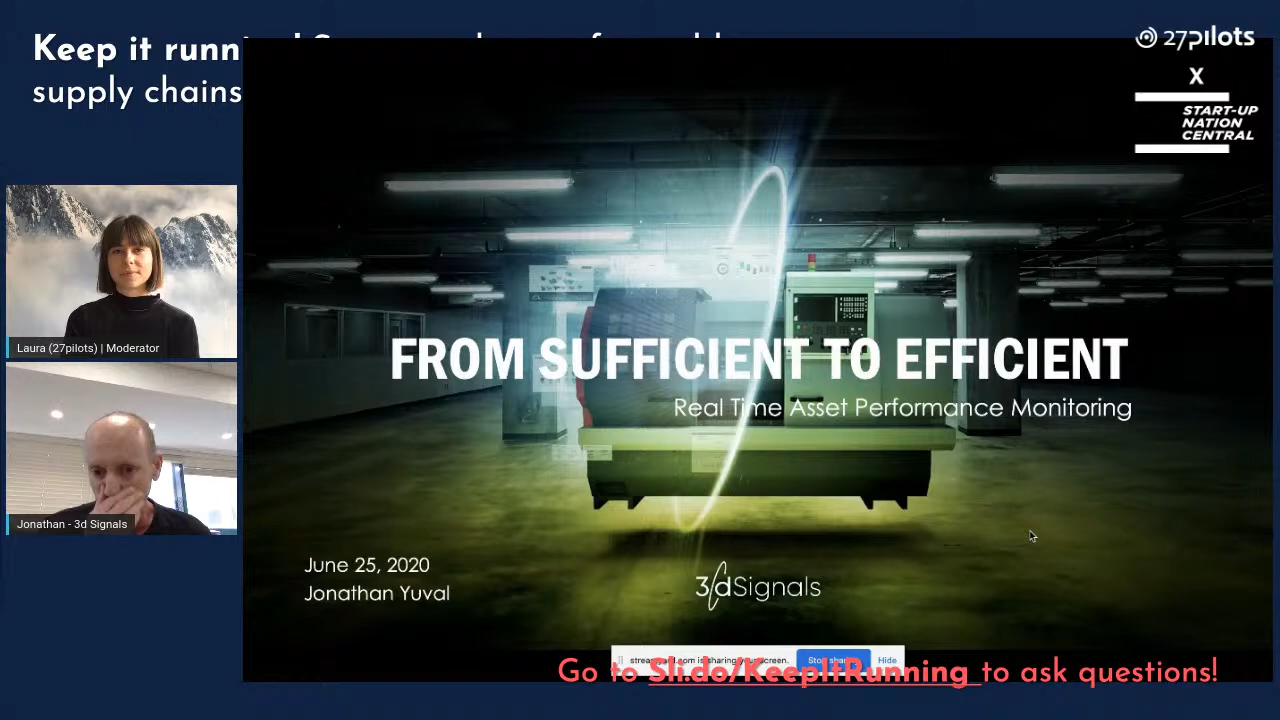 Keep it runn
supply chains
27pilots
X
START-UP
NATION
CENTRAL
Laura (27pilots) | Moderator
Jonathan - 3d Signals
FROM SUFFICIENT TO EFFICIENT
Real Time Asset Performance Monitoring
June 25, 2020
Jonathan Yuval
3dSignals
Hide
Go to Sli.do/KeepItRunning to ask questions!